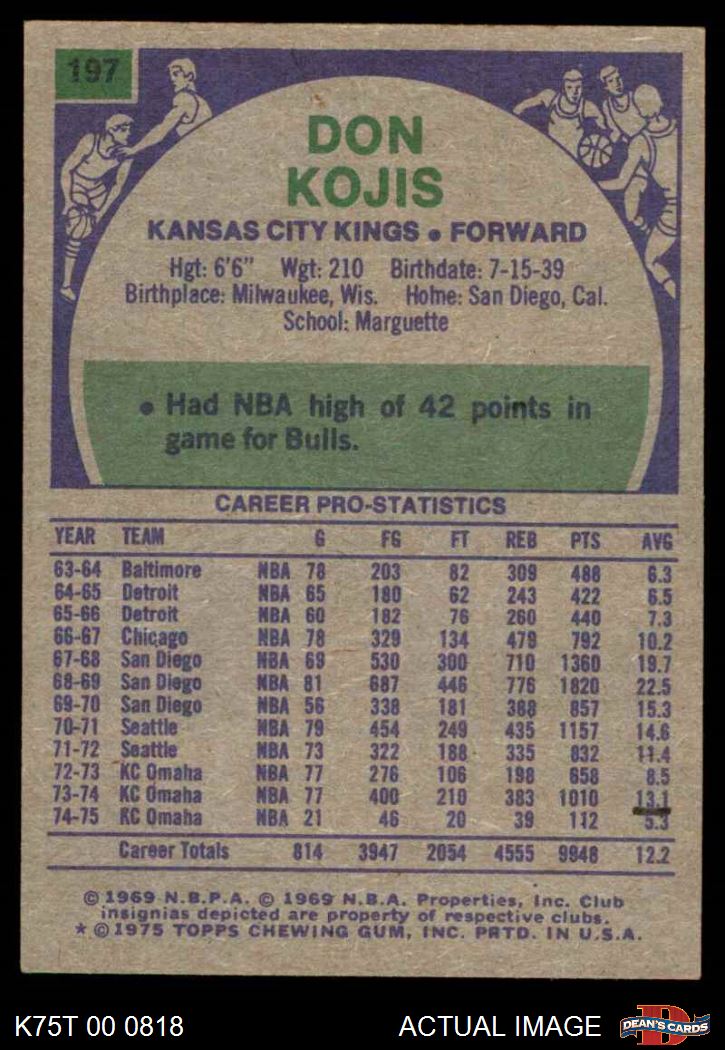 197
DON
KOJIS
KANSAS CITY KINGS • FORWARD
Hgt: 6'6" Wgt: 210 Birthdate: 7-15-39
Birthplace: Milwaukee, Wis. Home: San Diego, Cal.
School: Marguette
• Had NBA high of 42 points in
game for Bulls.
CAREER PRO-STATISTICS
YEAR TEAM G FG FT REB PTS AVG
63-64 Baltimore NBA 78 203 82 309 488 6.3
64-65 Detroit NBA 65 180 62 243 422 6.5
65-66 Detroit NBA 60 182 76 260 440 7.3
66-67 Chicago NBA 78 329 134 479 792 10.2
67-68 San Diego NBA 69 530 300 710 1360 19.7
68-69 San Diego NBA 81 687 446 776 1820 22.5
69-70 San Diego NBA 56 338 181 388 857 15.3
70-71 Seattle NBA 79 454 249 435 1157 14.6
71-72 Seattle NBA 73 322 188 335 832 11.4
72-73 KC Omaha NBA 77 276 106 198 658 8.5
73-74 KC Omaha NBA 77 400 210 383 1010 13.1
74-75 KC Omaha NBA 21 46 20 39 112 5.3
Career Totals 814 3947 2054 4555 9948 12.2
© 1969 N.B.P.A. © 1969 N.B.A. Properties, Inc. Club
insignias depicted are property of respective clubs.
* © 1975 TOPPS CHEWING GUM, INC. PRTD. IN U.S.A.
K75T 00 0818 ACTUAL IMAGE DEAN'S CARDS